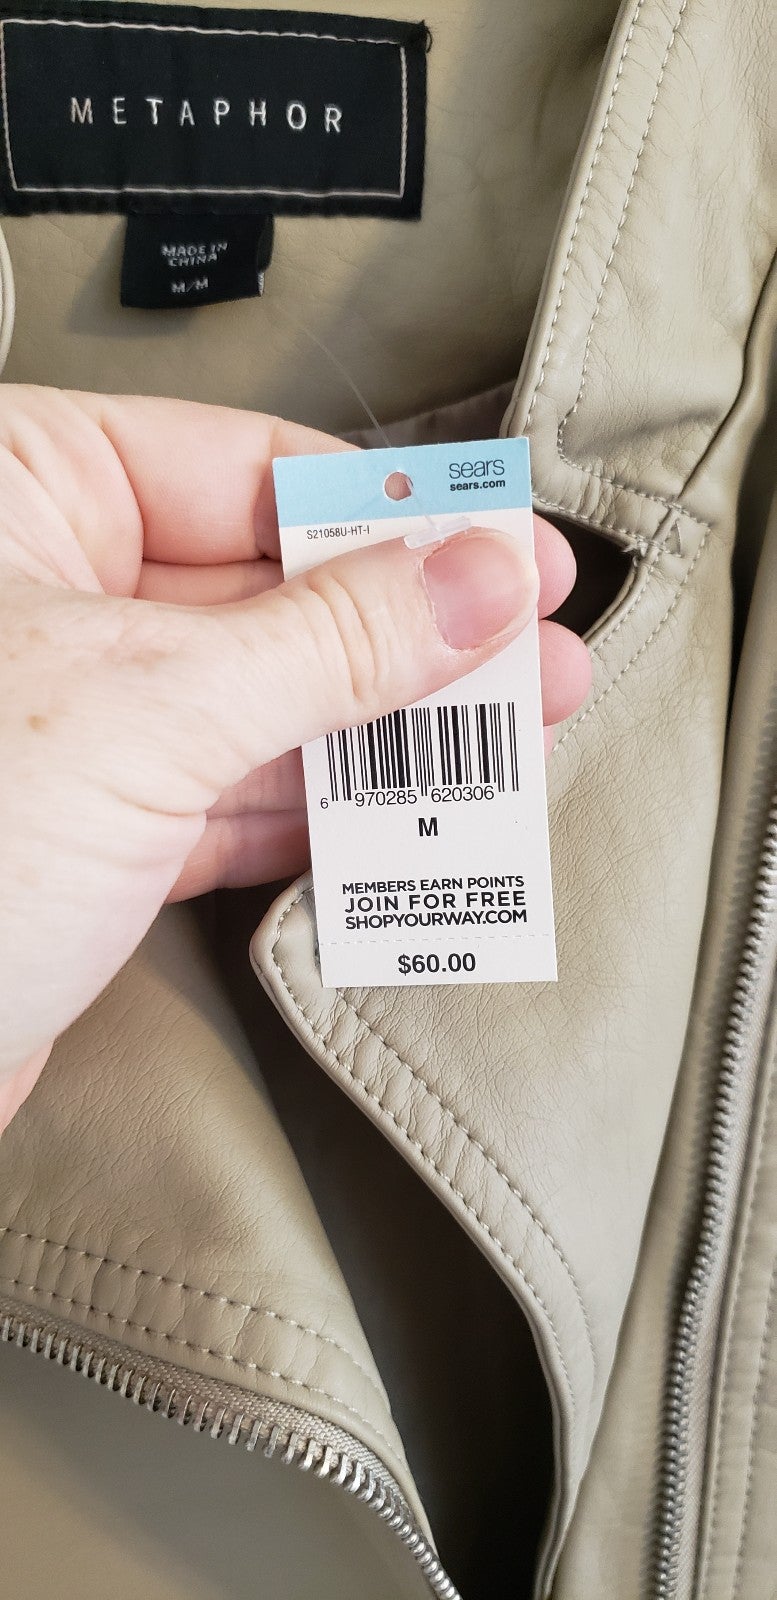 METAPHOR
MADE IN
CHINA
M/M
sears
sears.com
S21058U-HT-I
6 970285 620306
M
MEMBERS EARN POINTS
JOIN FOR FREE
SHOPYOURWAY.COM
$60.00